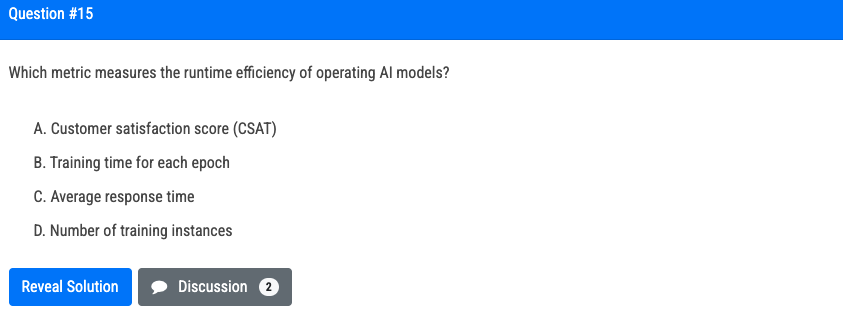 Question #15
Which metric measures the runtime efficiency of operating AI models?
A. Customer satisfaction score (CSAT)
B. Training time for each epoch
C. Average response time
D. Number of training instances
Reveal Solution Discussion 2